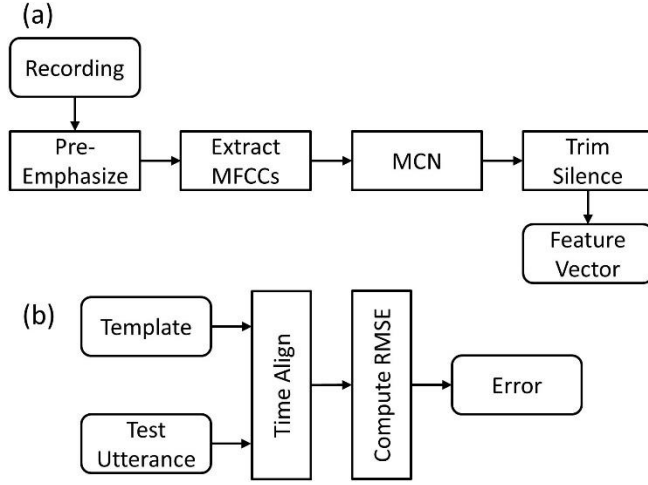 (a)
Recording
Pre-
Emphasize
Extract
MFCCs
MCN
Trim
Silence
Feature
Vector
(b)
Template
Test
Utterance
Time Align
Compute RMSE
Error